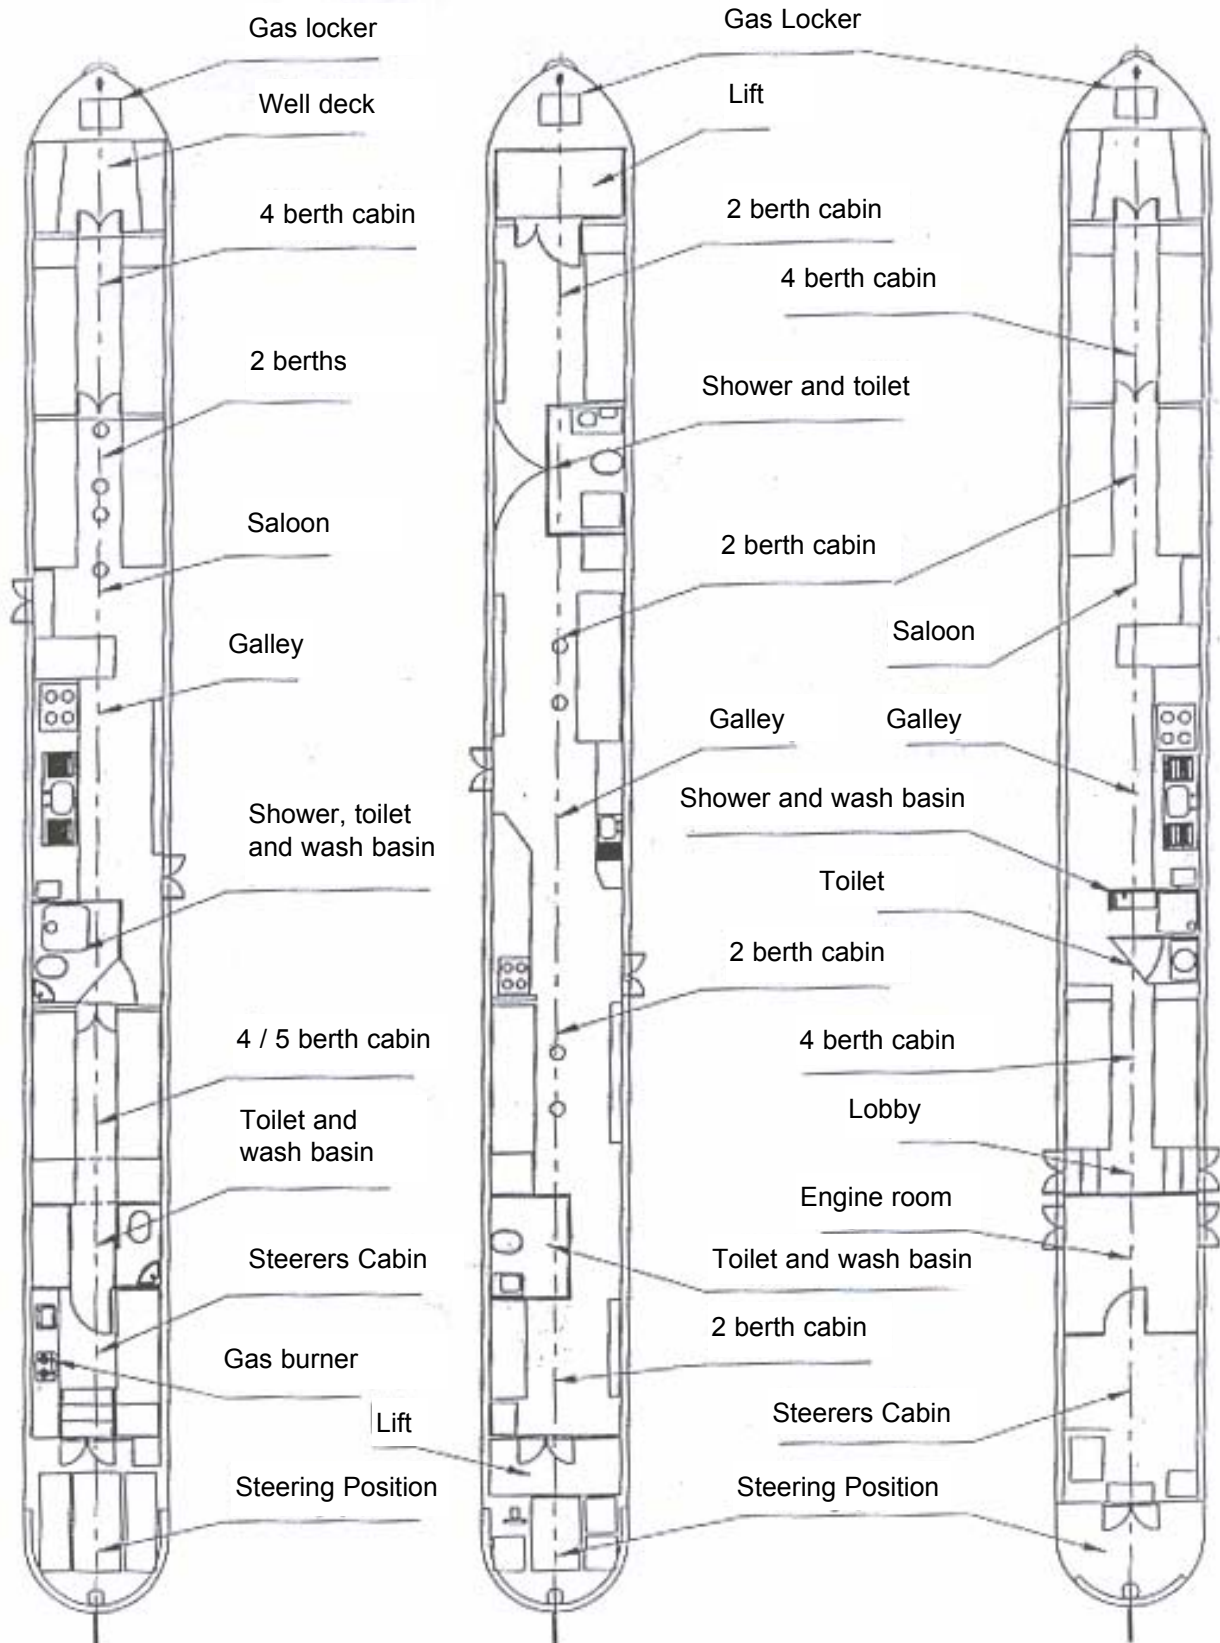 Gas locker
Well deck
4 berth cabin
2 berths
Saloon
Galley
Shower, toilet
and wash basin
4 / 5 berth cabin
Toilet and
wash basin
Steerers Cabin
Gas burner
Lift
Steering Position
Gas Locker
Lift
2 berth cabin
4 berth cabin
Shower and toilet
2 berth cabin
Saloon
Galley
Galley
Shower and wash basin
Toilet
2 berth cabin
4 berth cabin
Lobby
Engine room
Toilet and wash basin
2 berth cabin
Steerers Cabin
Steering Position